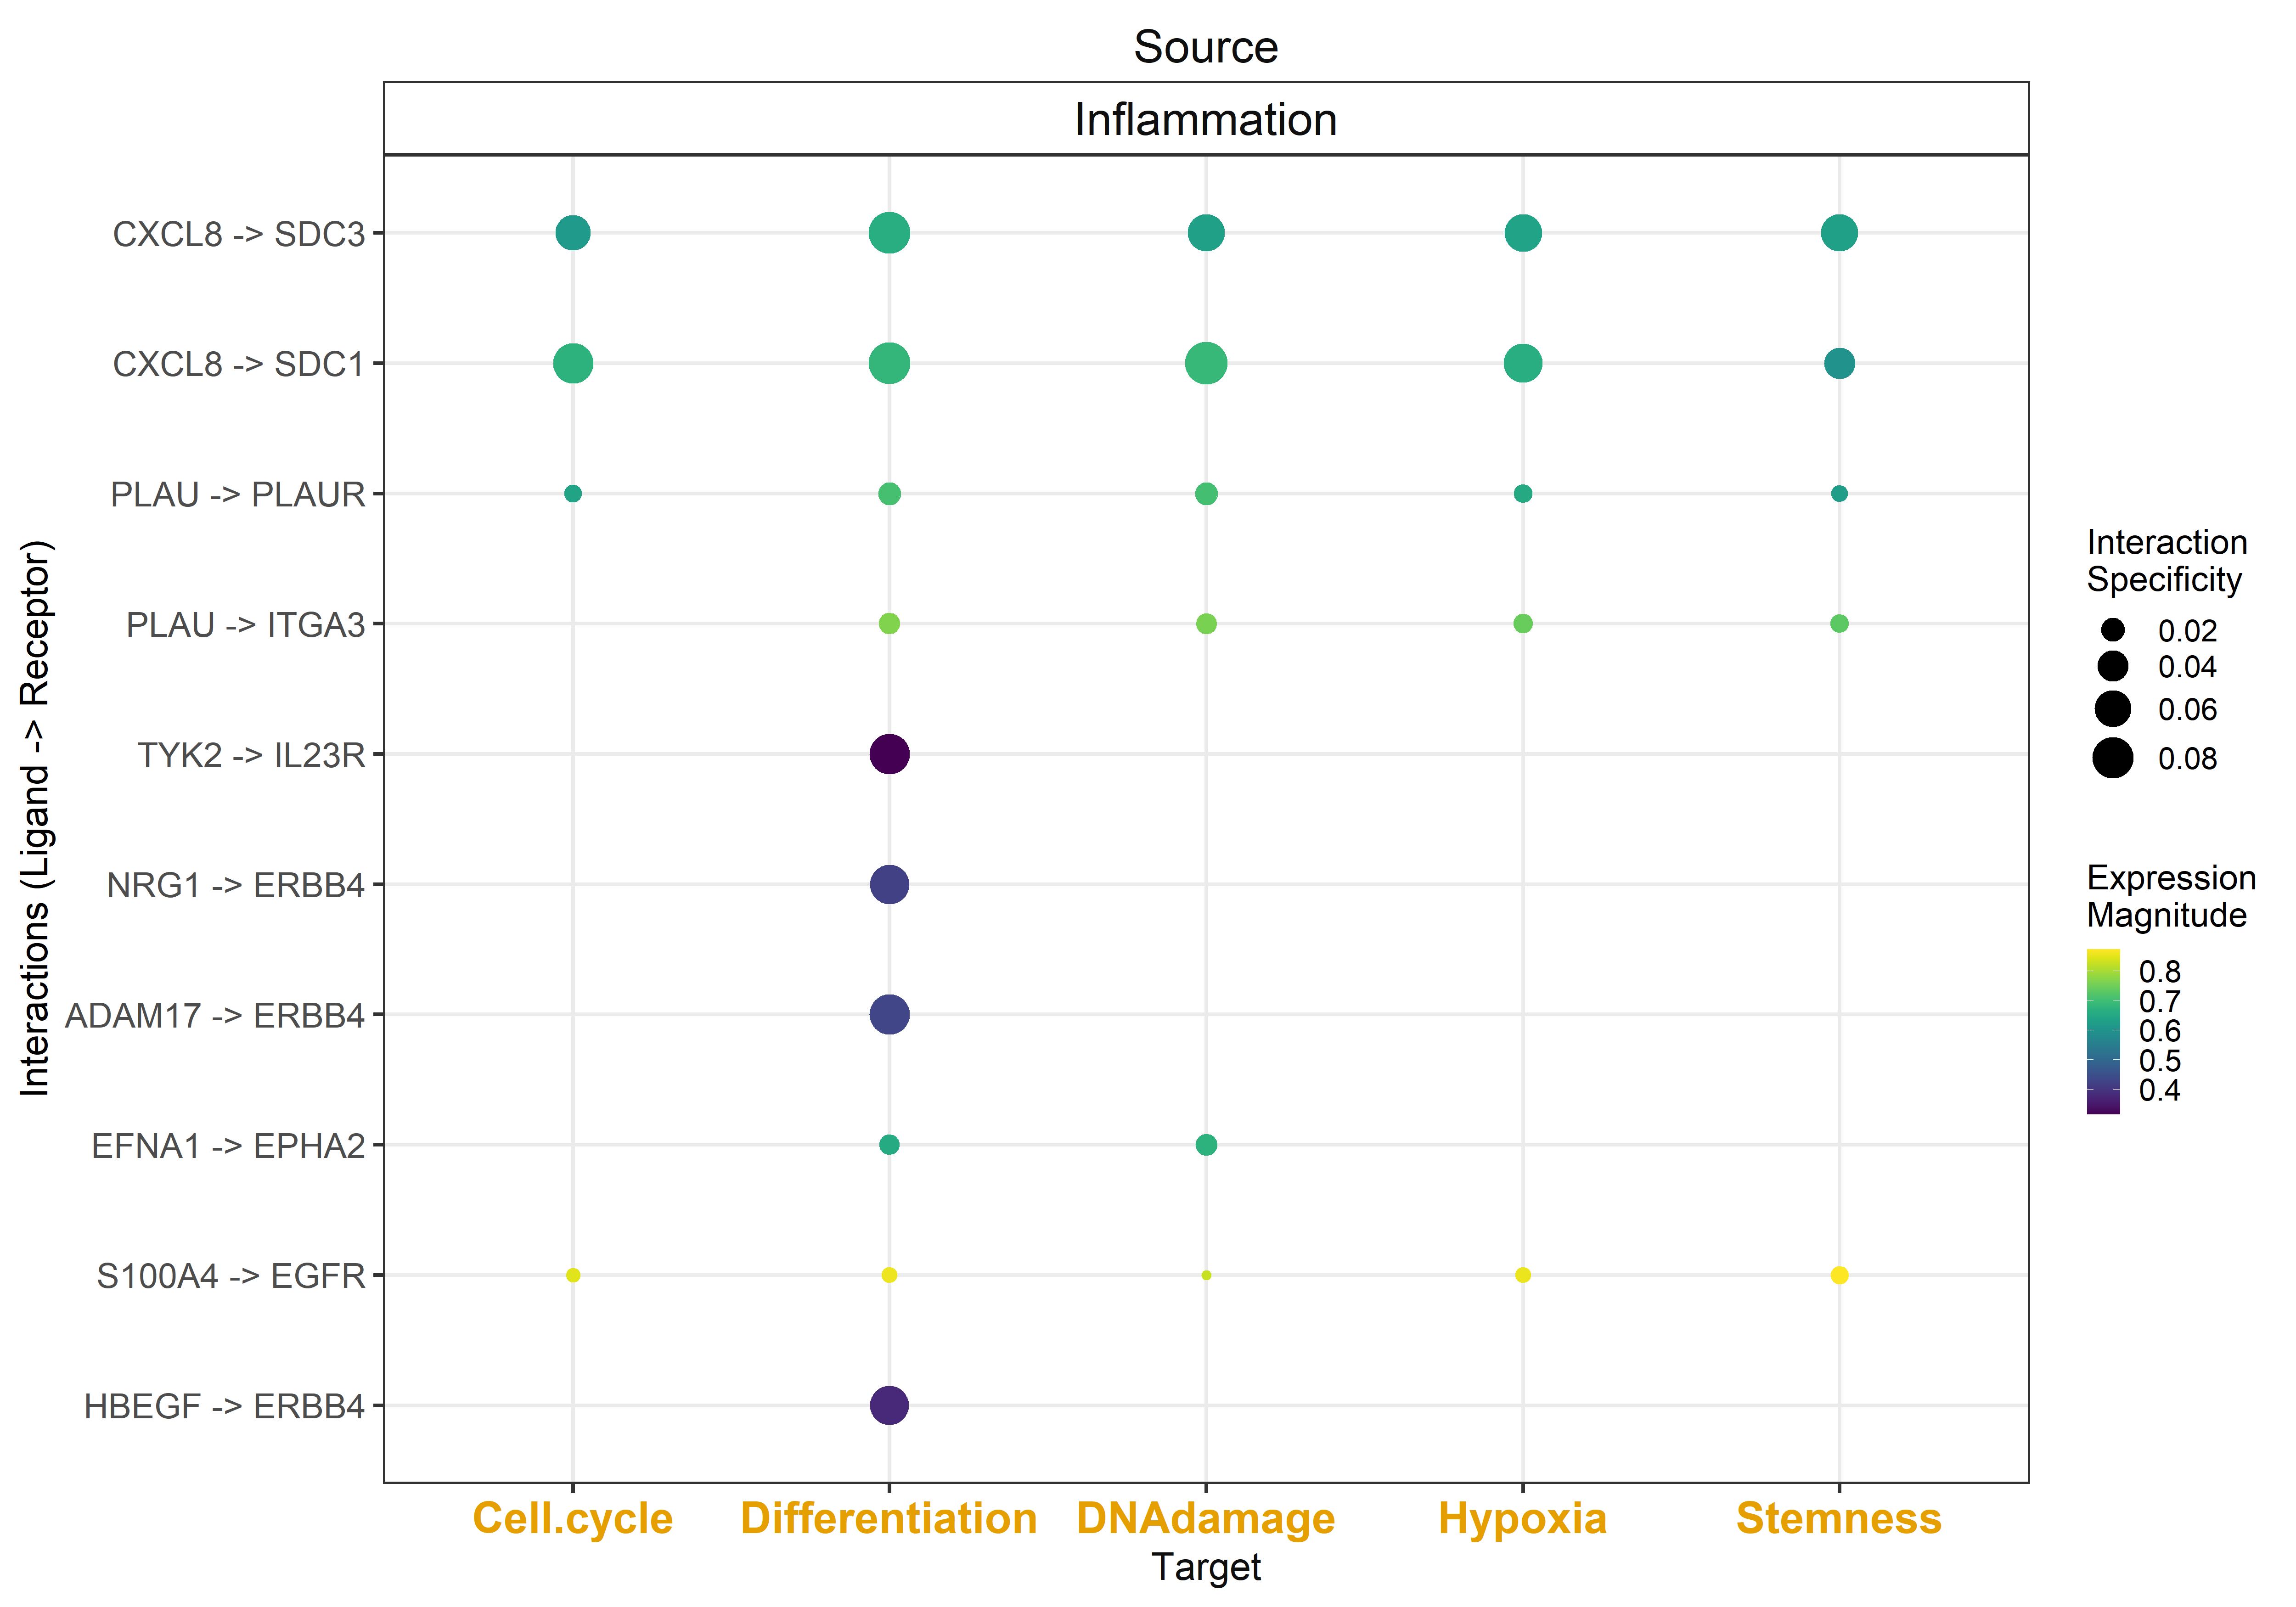 Source
Inflammation
CXCL8 -> SDC3
CXCL8 -> SDC1
PLAU -> PLAUR
PLAU -> ITGA3
TYK2 -> IL23R
NRG1 -> ERBB4
ADAM17 -> ERBB4
EFNA1 -> EPHA2
S100A4 -> EGFR
HBEGF -> ERBB4
Interactions (Ligand -> Receptor)
Cell.cycle
Differentiation
DNAdamage
Hypoxia
Stemness
Target
Interaction
Specificity
0.02
0.04
0.06
0.08
Expression
Magnitude
0.8
0.7
0.6
0.5
0.4